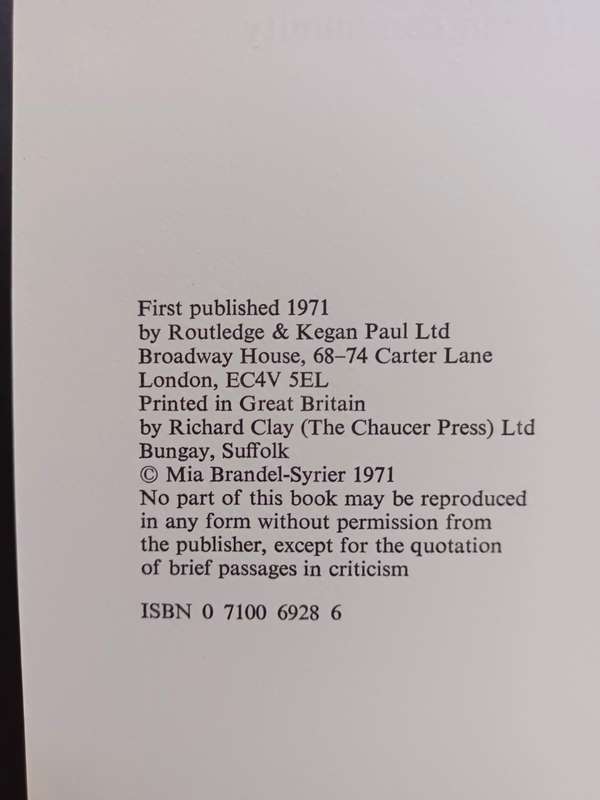 First published 1971
by Routledge & Kegan Paul Ltd
Broadway House, 68–74 Carter Lane
London, EC4V 5EL
Printed in Great Britain
by Richard Clay (The Chaucer Press) Ltd
Bungay, Suffolk
© Mia Brandel-Syrier 1971
No part of this book may be reproduced
in any form without permission from
the publisher, except for the quotation
of brief passages in criticism
ISBN 0 7100 6928 6